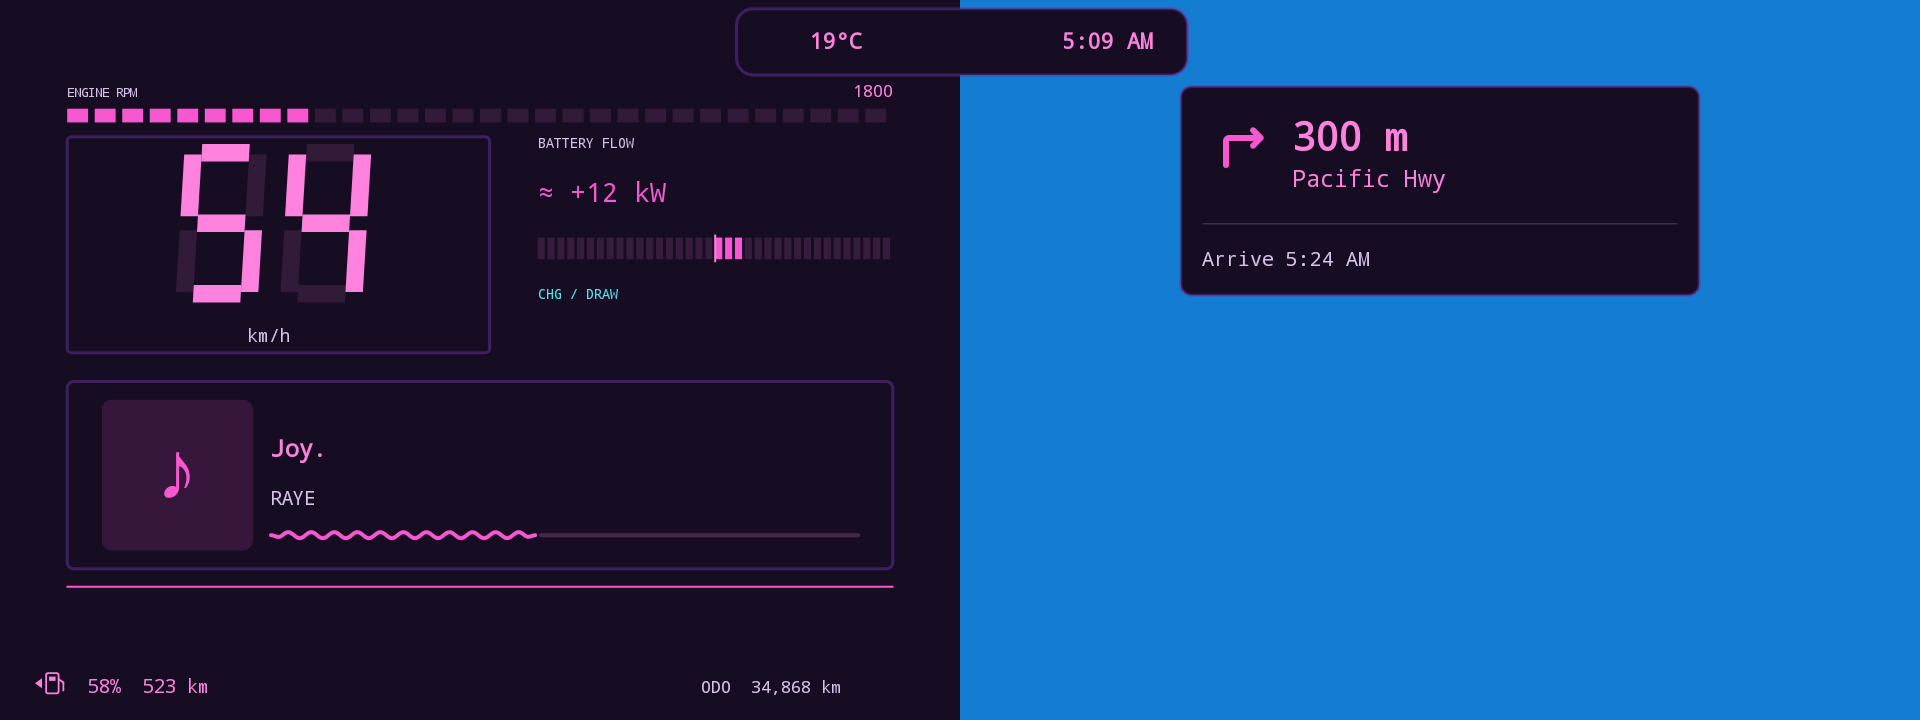 19°C
5:09 AM
ENGINE RPM
1800
54
km/h
BATTERY FLOW
≈ +12 kW
CHG / DRAW
300 m
Pacific Hwy
Arrive 5:24 AM
Joy.
RAYE
58% 523 km
ODO 34,868 km